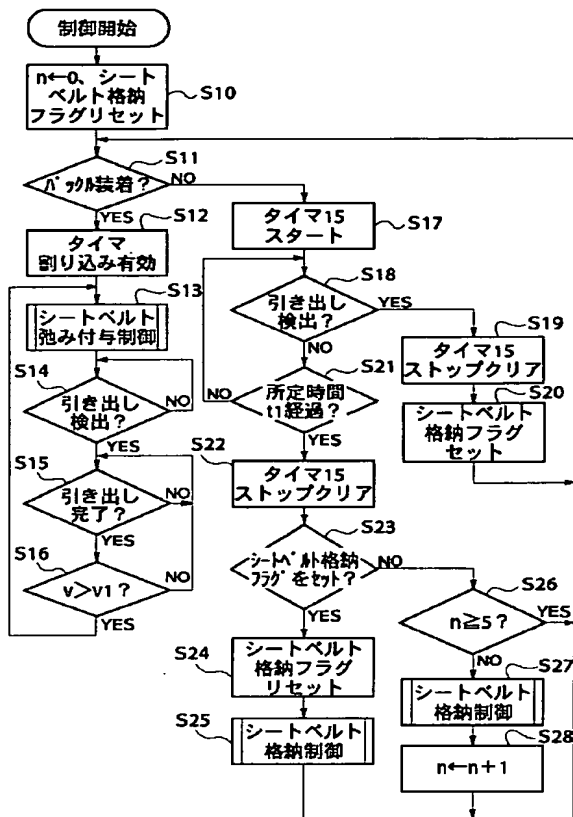 制御開始
n←0、シート
ベルト格納
フラグリセット
S10
S11
バックル装着?
NO
YES
S12
タイマ
割り込み有効
S13
シートベルト
弛み付与制御
S14
引き出し
検出?
NO
YES
S15
引き出し
完了?
NO
YES
S16
v>v1?
NO
YES
タイマ15
スタート
S17
S18
引き出し
検出?
YES
NO
S19
タイマ15
ストップクリア
S20
シートベルト
格納フラグ
セット
S21
所定時間
t1経過?
NO
YES
S22
タイマ15
ストップクリア
S23
シートベルト格納
フラグをセット?
NO
YES
S24
シートベルト
格納フラグ
リセット
S25
シートベルト
格納制御
S26
n≧5?
YES
NO
S27
シートベルト
格納制御
S28
n←n+1